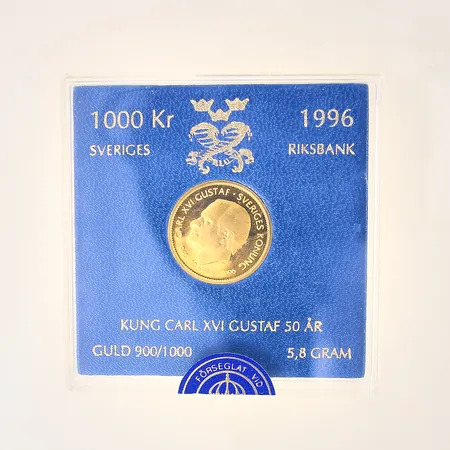 1000 Kr
1996
SVERIGES
RIKSBANK
CARL XVI GUSTAF · SVERIGES KONUNG
KUNG CARL XVI GUSTAF 50 ÅR
GULD 900/1000
5,8 GRAM
FÖRSEGLAT VID